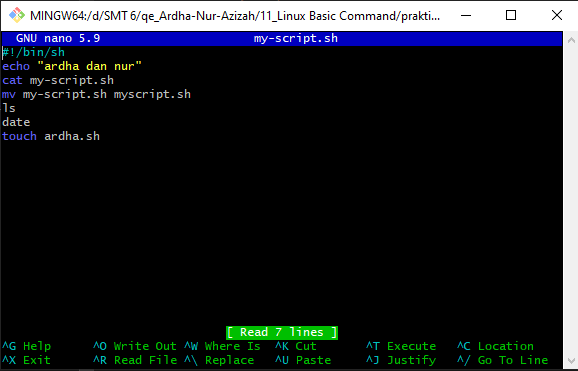 MINGW64:/d/SMT 6/qe_Ardha-Nur-Azizah/11_Linux Basic Command/prakti...
GNU nano 5.9 my-script.sh
#!/bin/sh
echo "ardha dan nur"
cat my-script.sh
mv my-script.sh myscript.sh
ls
date
touch ardha.sh
[ Read 7 lines ]
^G Help ^O Write Out ^W Where Is ^K Cut ^T Execute ^C Location
^X Exit ^R Read File ^\ Replace ^U Paste ^J Justify ^/ Go To Line